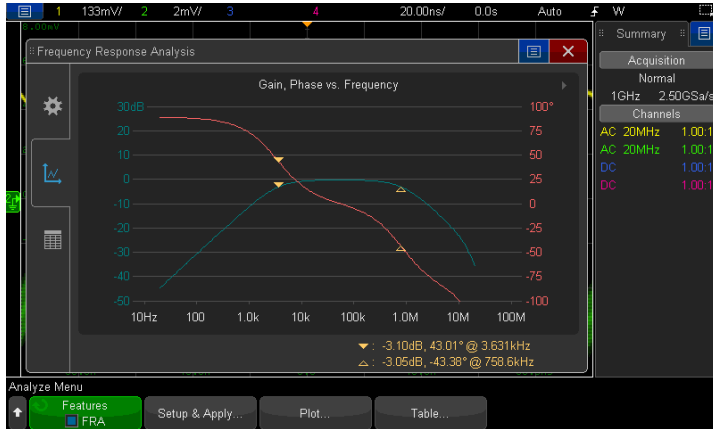 1 133mV/ 2 2mV/ 3 4 20.00ns/ 0.0s Auto W
8.00mV
Summary
Frequency Response Analysis
Acquisition
Normal
1GHz 2.50GSa/s
Channels
AC 20MHz 1.00:1
AC 20MHz 1.00:1
DC 1.00:1
DC 1.00:1
Gain, Phase vs. Frequency
30dB 100°
20 75
10 50
0 25
-10 0
-20 -25
-30 -50
-40 -75
-50 -100
10Hz 100 1.0k 10k 100k 1.0M 10M 100M
: -3.10dB, 43.01° @ 3.631kHz
: -3.05dB, -43.38° @ 758.6kHz
Analyze Menu
Features
FRA
Setup & Apply...
Plot...
Table...